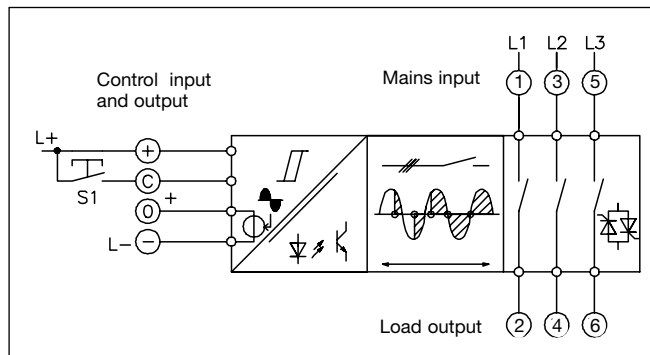 L1 L2 L3
Control input
and output
Mains input
1 3 5
L+
+
S1
C
0 +
L- −
Load output
2 4 6